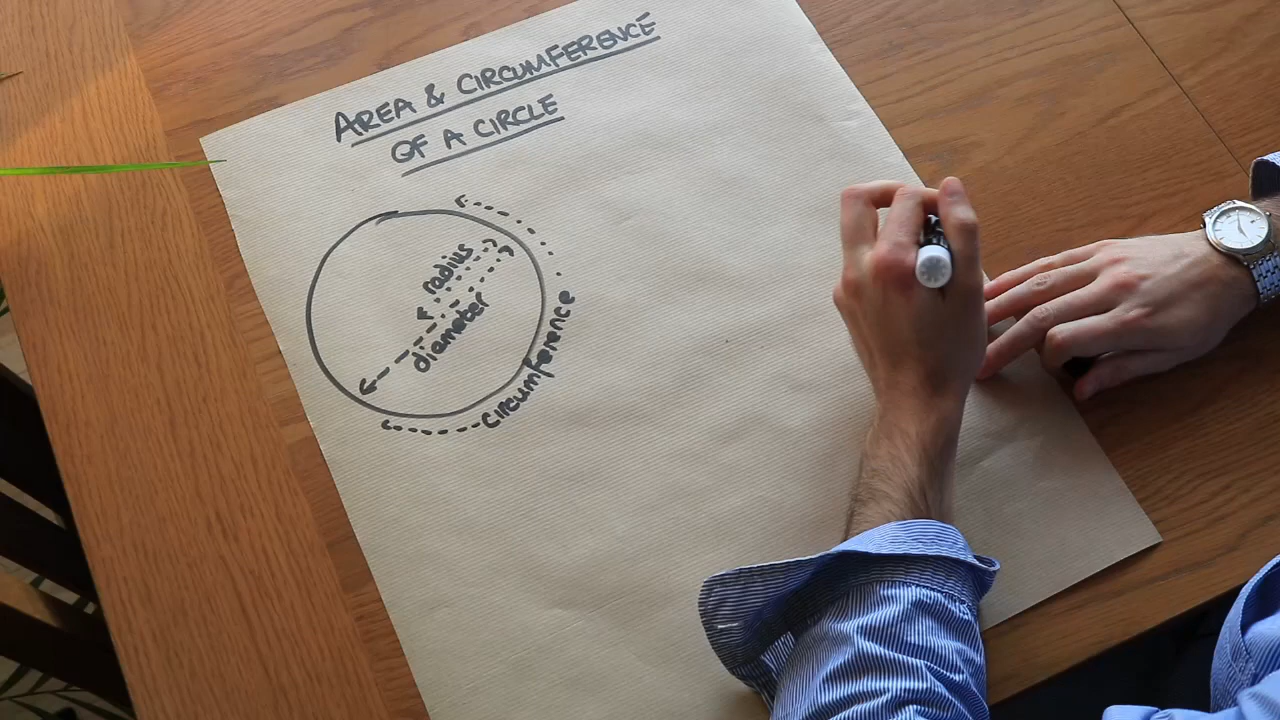 AREA & CIRCUMFERENCE
OF A CIRCLE
radius
diameter
circumference